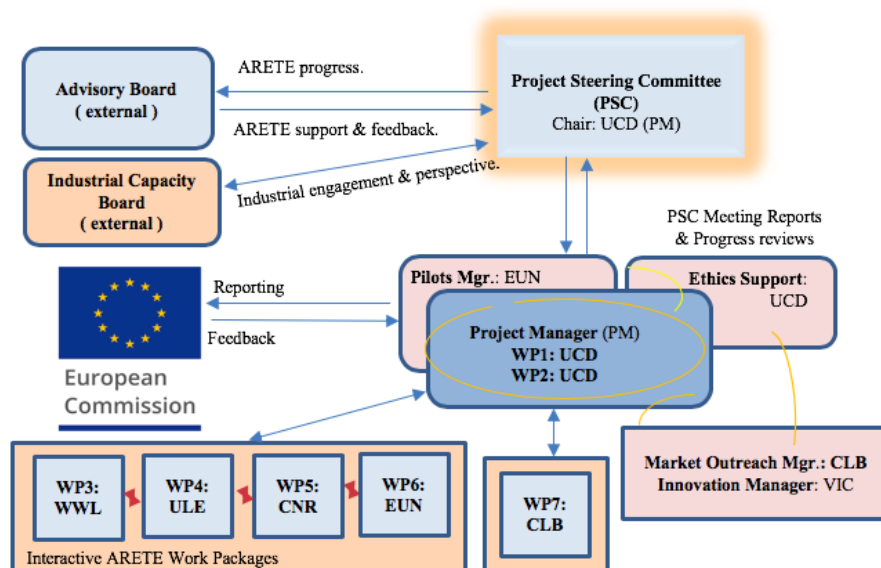 ARETE progress.
Advisory Board
( external )
Project Steering Committee
(PSC)
Chair: UCD (PM)
ARETE support & feedback.
Industrial Capacity
Board
( external )
Industrial engagement & perspective.
PSC Meeting Reports
& Progress reviews
Pilots Mgr.: EUN
Ethics Support:
UCD
Reporting
Feedback
Project Manager (PM)
WP1: UCD
WP2: UCD
European
Commission
WP3:
WWL
WP4:
ULE
WP5:
CNR
WP6:
EUN
Interactive ARETE Work Packages
WP7:
CLB
Market Outreach Mgr.: CLB
Innovation Manager: VIC